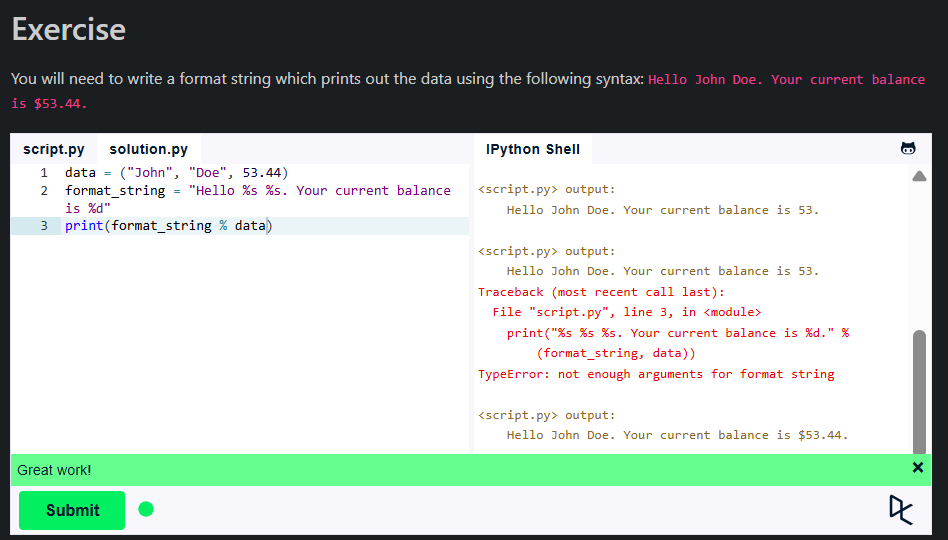 Exercise
You will need to write a format string which prints out the data using the following syntax: Hello John Doe. Your current balance
is $53.44.
script.py solution.py
1 data = ("John", "Doe", 53.44)
2 format_string = "Hello %s %s. Your current balance
is %d"
3 print(format_string % data)
IPython Shell
<script.py> output:
Hello John Doe. Your current balance is 53.
<script.py> output:
Hello John Doe. Your current balance is 53.
Traceback (most recent call last):
File "script.py", line 3, in <module>
print("%s %s %s. Your current balance is %d." %
(format_string, data))
TypeError: not enough arguments for format string
<script.py> output:
Hello John Doe. Your current balance is $53.44.
Great work!
Submit